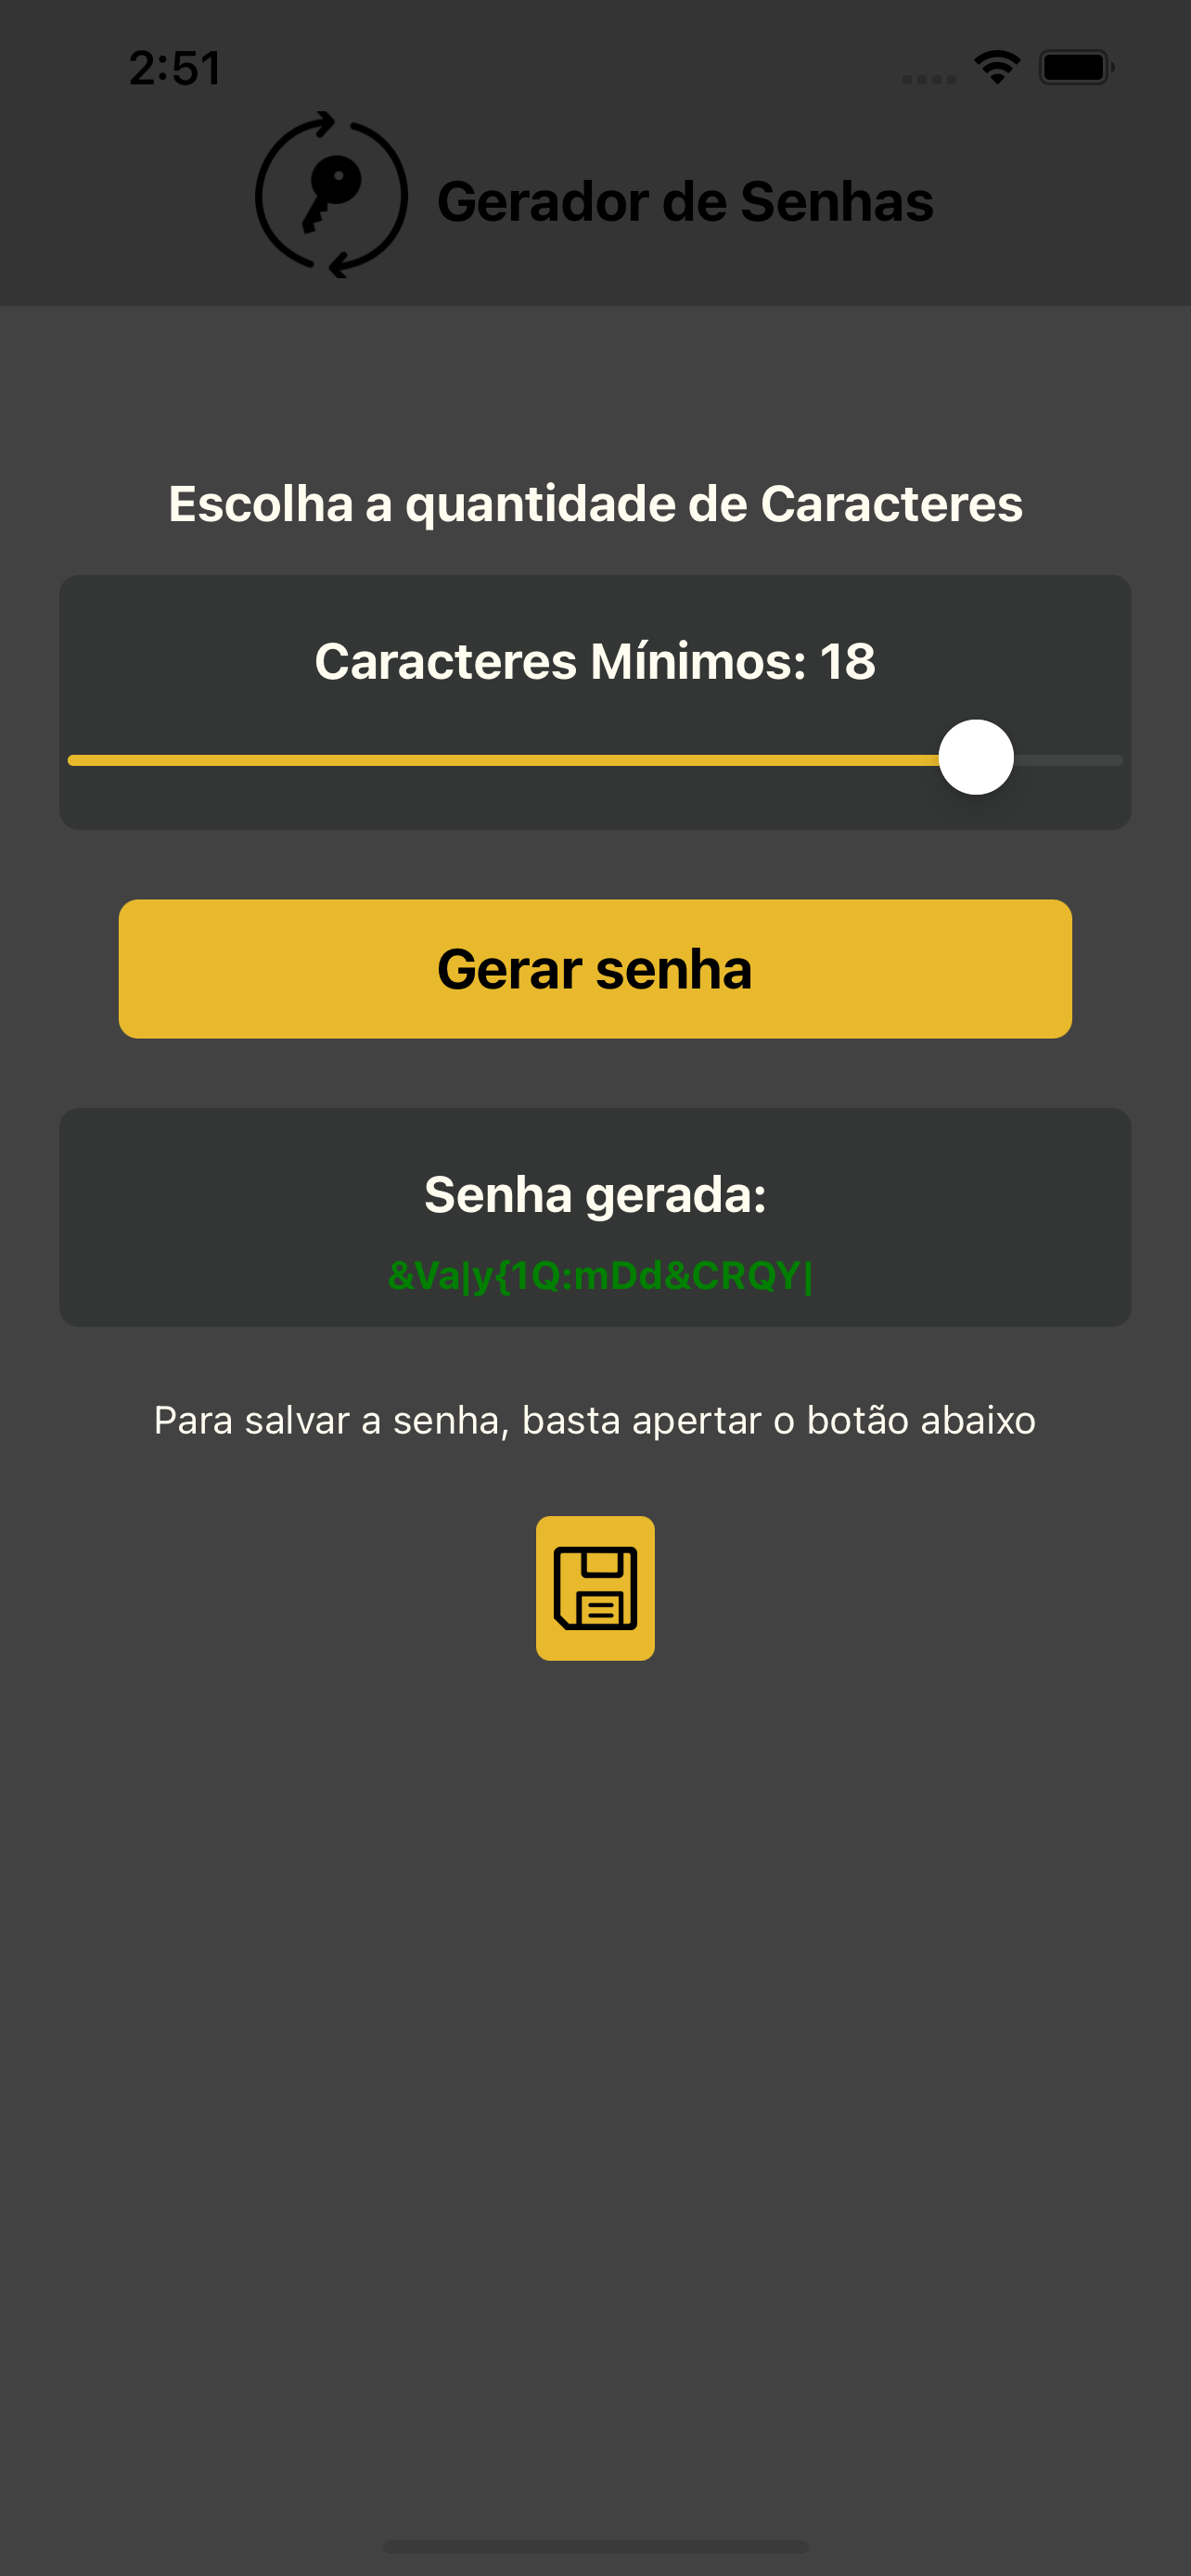 2:51
Gerador de Senhas
Escolha a quantidade de Caracteres
Caracteres Mínimos: 18
Gerar senha
Senha gerada:
&Va|y{1Q:mDd&CRQY|
Para salvar a senha, basta apertar o botão abaixo